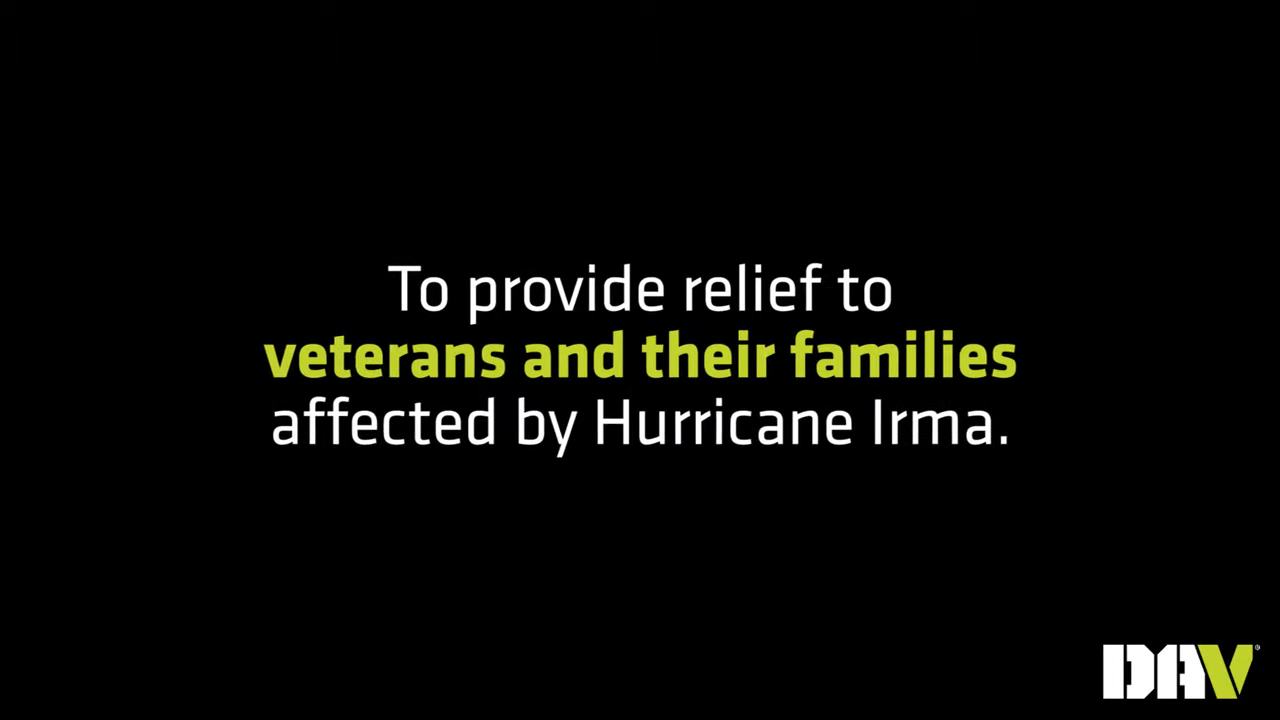 To provide relief to
veterans and their families
affected by Hurricane Irma.
DAV®